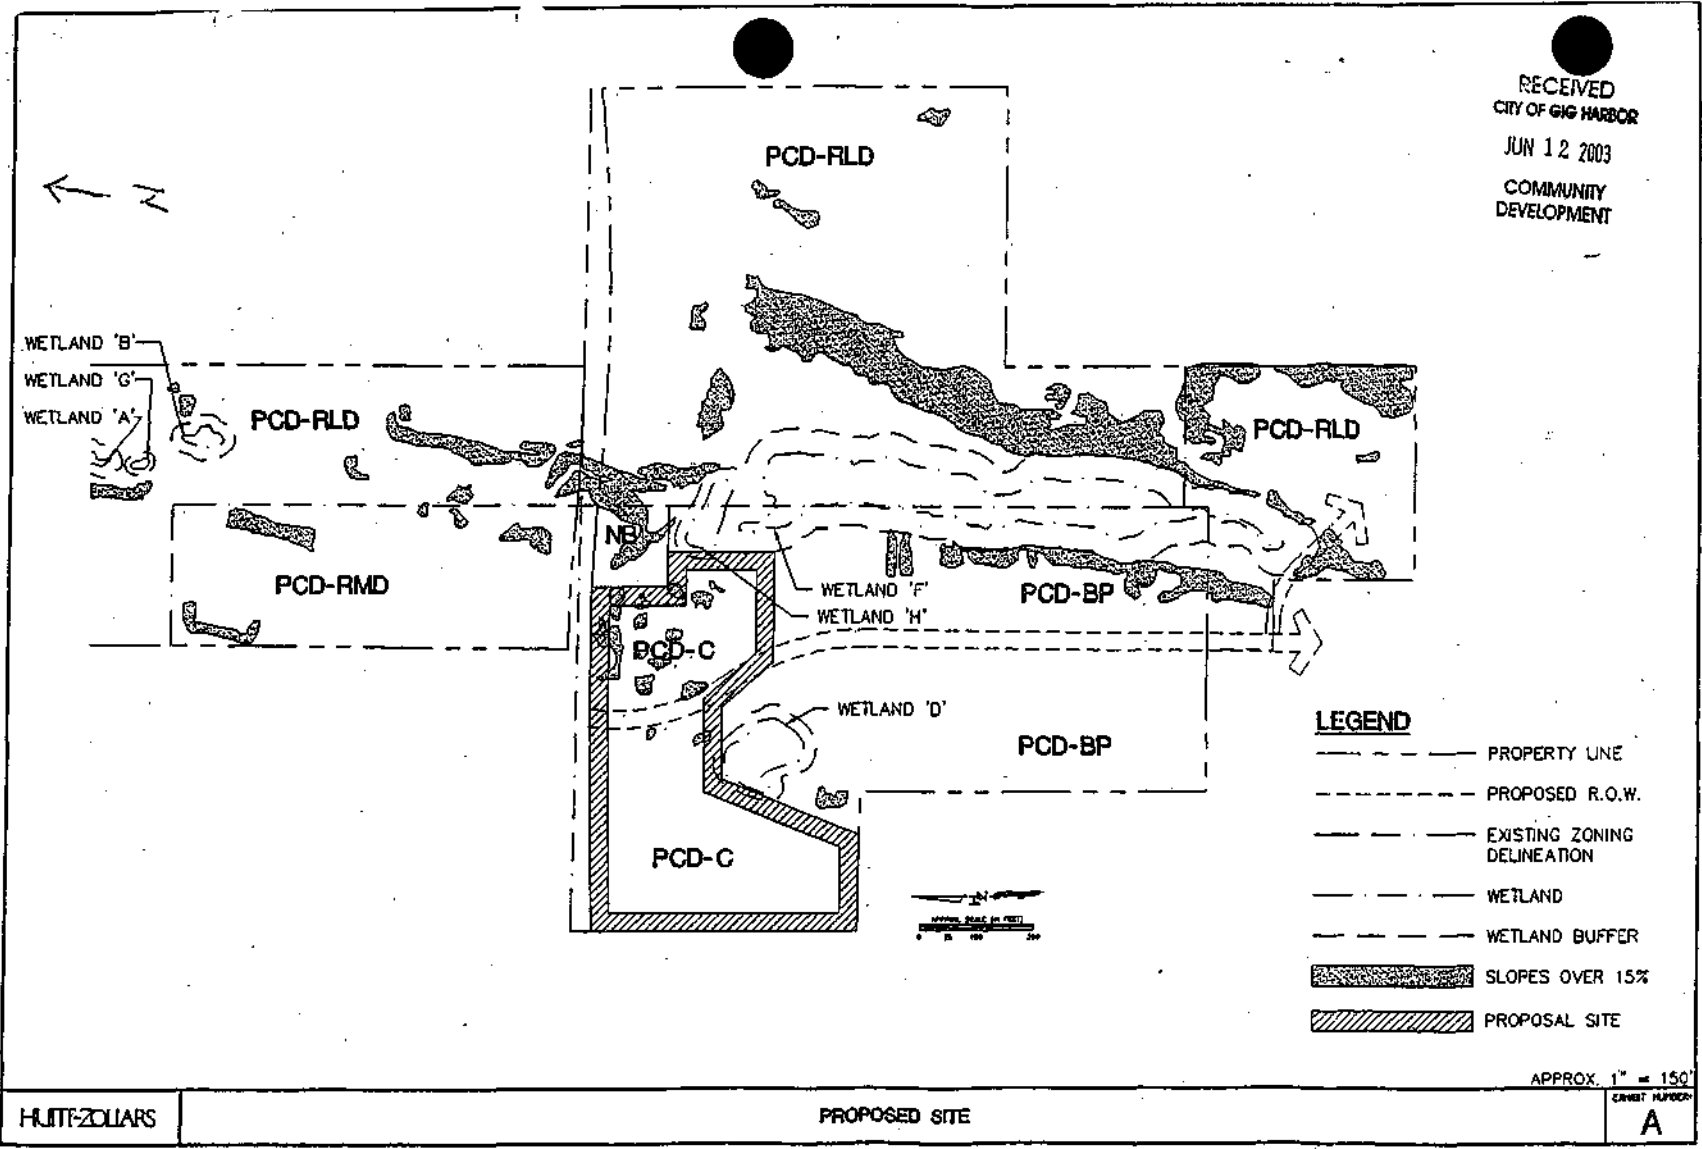 RECEIVED
CITY OF GIG HARBOR
JUN 12 2003
COMMUNITY
DEVELOPMENT
PCD-RLD
N
WETLAND 'B'
WETLAND 'G'
WETLAND 'A'
PCD-RLD
PCD-RLD
NB
PCD-RMD
WETLAND 'F'
PCD-BP
WETLAND 'H'
PCD-C
WETLAND 'D'
PCD-BP
PCD-C
N
LEGEND
PROPERTY LINE
PROPOSED R.O.W.
EXISTING ZONING
DELINEATION
WETLAND
WETLAND BUFFER
SLOPES OVER 15%
PROPOSAL SITE
APPROX. 1" = 150'
HUITT-ZOLLARS
PROPOSED SITE
EXHIBIT NUMBER
A